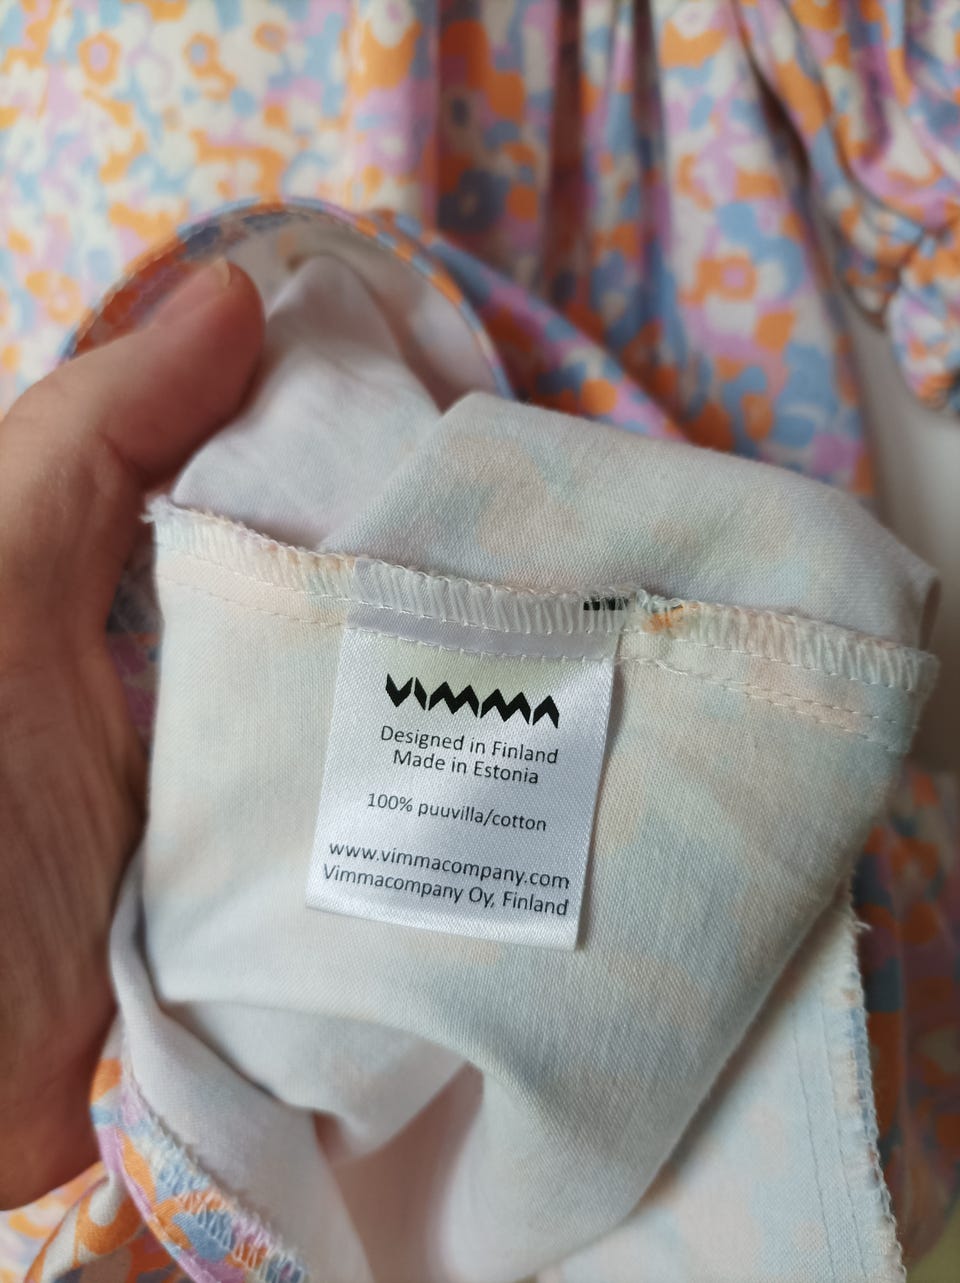 VIMMA
Designed in Finland
Made in Estonia
100% puuvilla/cotton
www.vimmacompany.com
Vimmacompany Oy, Finland